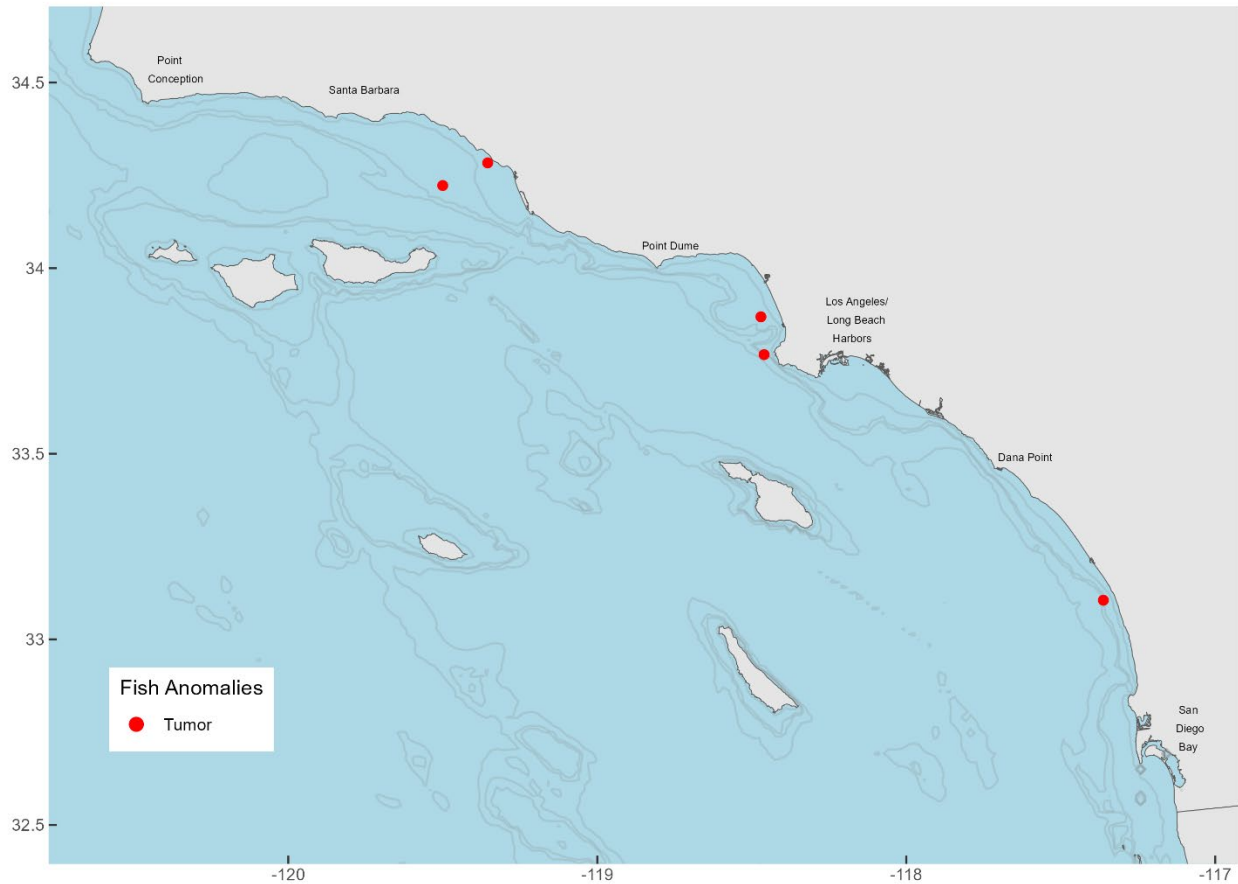 Point
Conception
Santa Barbara
Point Dume
Los Angeles/
Long Beach
Harbors
Dana Point
San
Diego
Bay
Fish Anomalies
Tumor
34.5
34
33.5
33
32.5
-120
-119
-118
-117